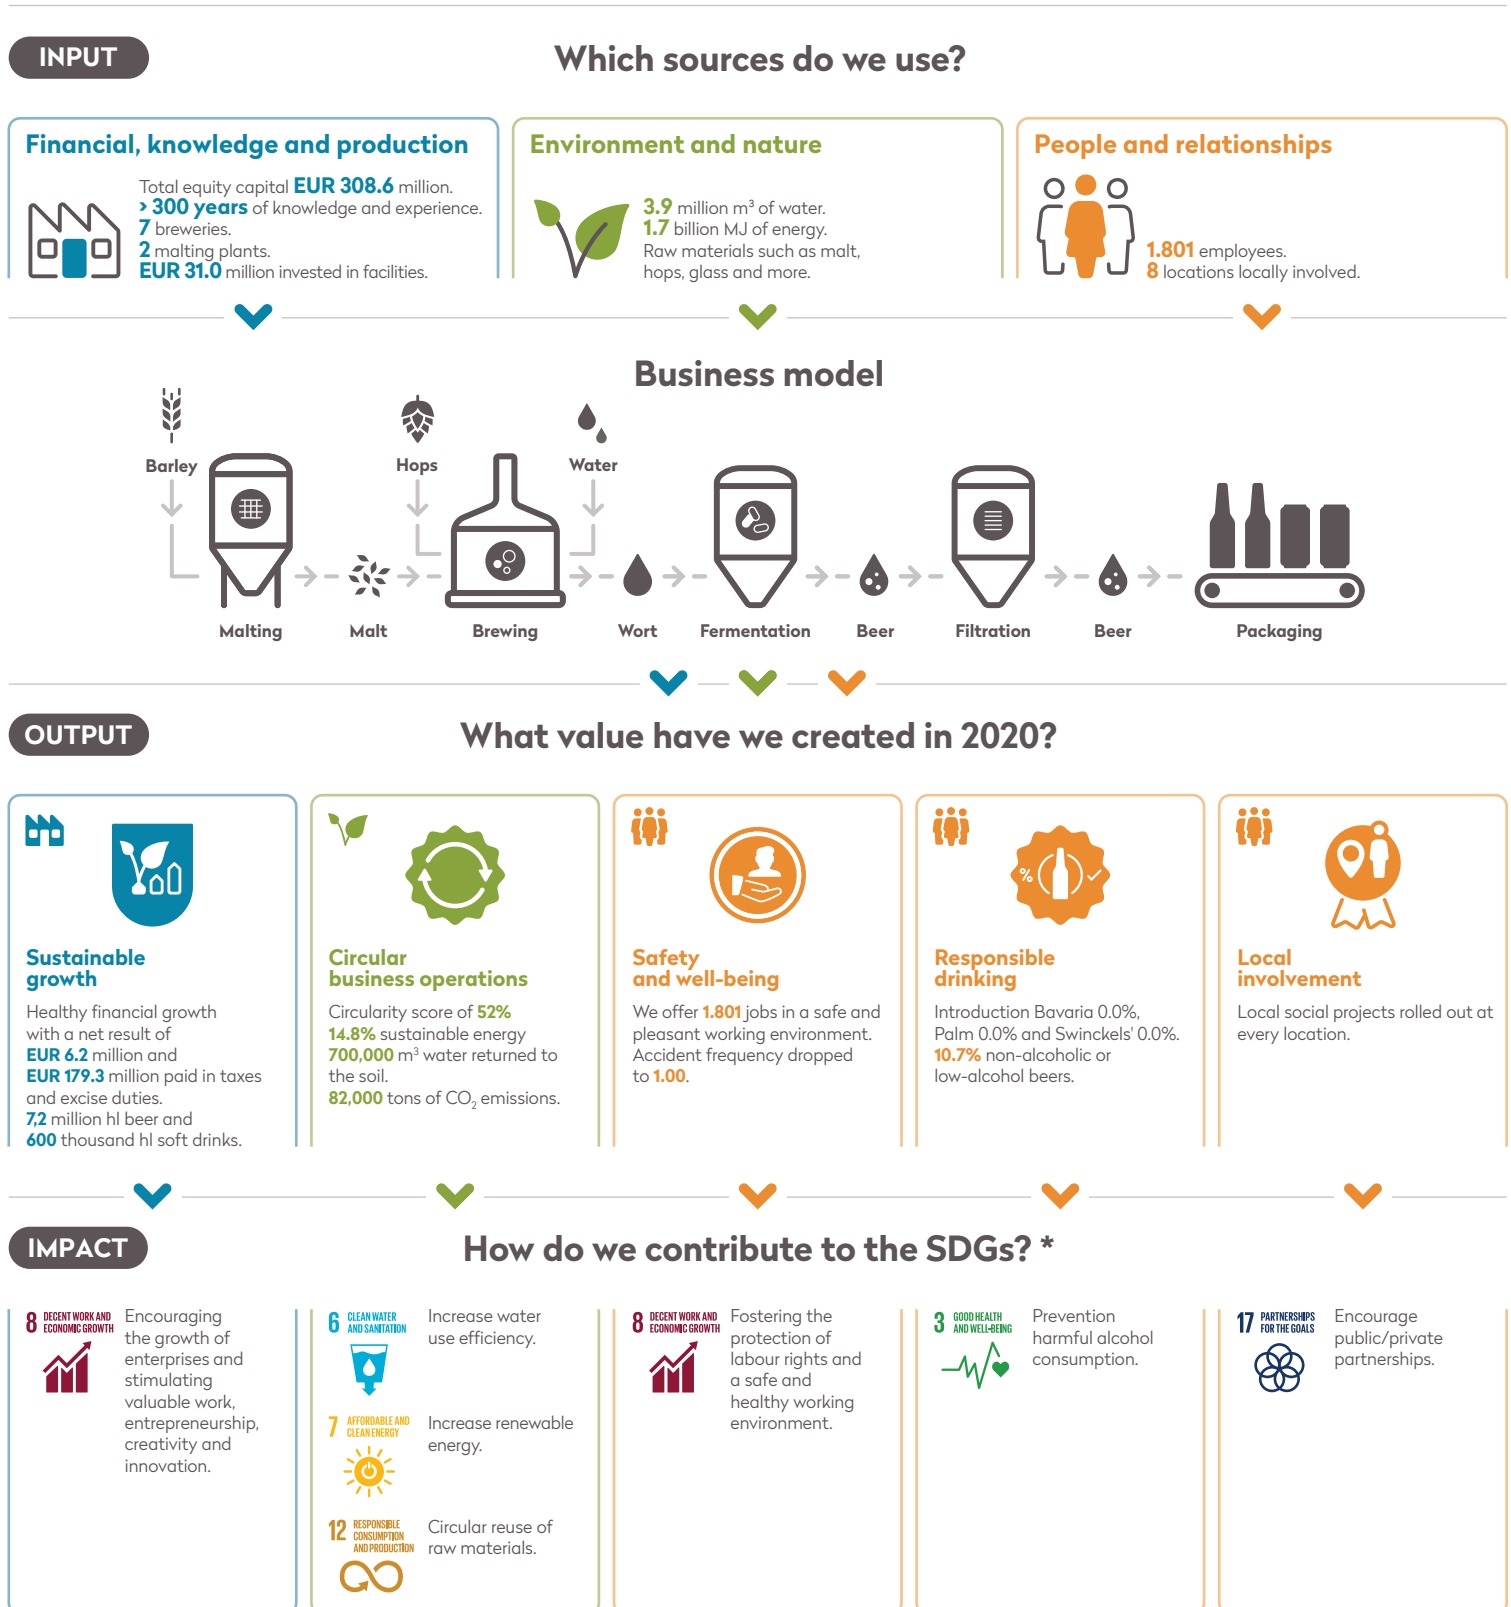 INPUT
Which sources do we use?
Financial, knowledge and production
Total equity capital EUR 308.6 million.
> 300 years of knowledge and experience.
7 breweries.
2 malting plants.
EUR 31.0 million invested in facilities.
Environment and nature
3.9 million m³ of water.
1.7 billion MJ of energy.
Raw materials such as malt,
hops, glass and more.
People and relationships
1.801 employees.
8 locations locally involved.
Business model
Barley
Hops
Water
Malting
Malt
Brewing
Wort
Fermentation
Beer
Filtration
Beer
Packaging
OUTPUT
What value have we created in 2020?
Sustainable
growth
Healthy financial growth
with a net result of
EUR 6.2 million and
EUR 179.3 million paid in taxes
and excise duties.
7,2 million hl beer and
600 thousand hl soft drinks.
Circular
business operations
Circularity score of 52%
14.8% sustainable energy
700,000 m³ water returned to
the soil.
82,000 tons of CO₂ emissions.
Safety
and well-being
We offer 1.801 jobs in a safe and
pleasant working environment.
Accident frequency dropped
to 1.00.
%
Responsible
drinking
Introduction Bavaria 0.0%,
Palm 0.0% and Swinckels' 0.0%.
10.7% non-alcoholic or
low-alcohol beers.
Local
involvement
Local social projects rolled out at
every location.
IMPACT
How do we contribute to the SDGs? *
8 DECENT WORK AND
ECONOMIC GROWTH
Encouraging
the growth of
enterprises and
stimulating
valuable work,
entrepreneurship,
creativity and
innovation.
6 CLEAN WATER
AND SANITATION
Increase water
use efficiency.
7 AFFORDABLE AND
CLEAN ENERGY
Increase renewable
energy.
12 RESPONSIBLE
CONSUMPTION
AND PRODUCTION
Circular reuse of
raw materials.
8 DECENT WORK AND
ECONOMIC GROWTH
Fostering the
protection of
labour rights and
a safe and
healthy working
environment.
3 GOOD HEALTH
AND WELL-BEING
Prevention
harmful alcohol
consumption.
17 PARTNERSHIPS
FOR THE GOALS
Encourage
public/private
partnerships.